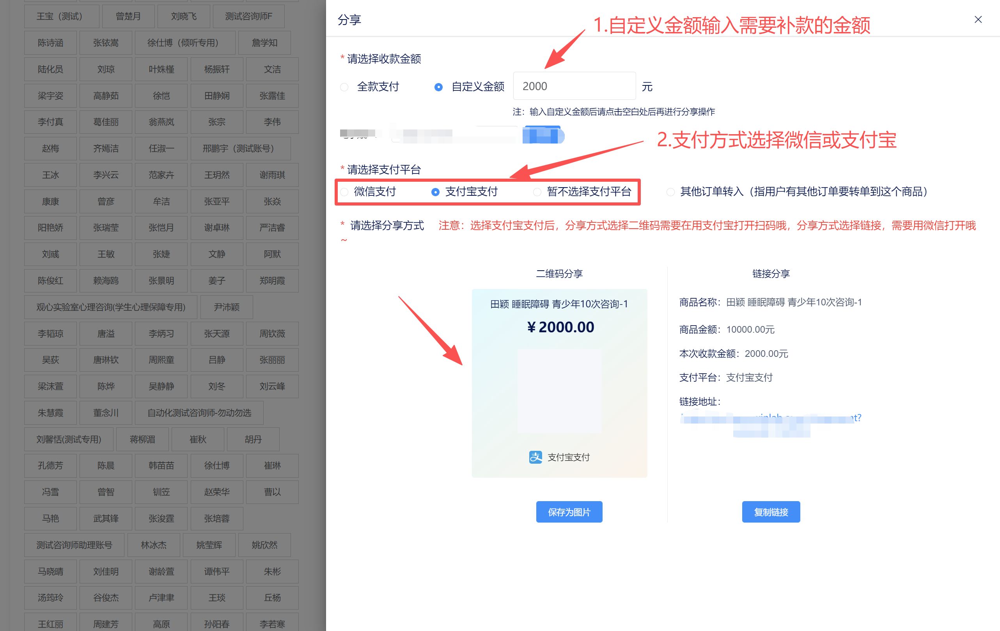 王宝（测试） 曾楚月 刘晓飞 测试咨询师F
陈诗涵 张铱嵩 徐仕博（倾听专用） 詹学知
陆化员 刘琼 叶姝槿 杨振轩 文洁
梁宇姿 高静茹 徐恺 田静娴 张露佳
李付真 葛佳丽 翁燕岚 张宗 李伟
赵梅 齐嫣洁 任淑一 邢鹏宇（测试账号）
王冰 李兴云 范家卉 王玥然 谢雨琪
康康 曾彦 牟洁 张亚平 张焱
阳艳娇 张瑞莹 张恺月 谢卓琳 严洁睿
刘彧 王敏 张婕 文静 阿默
陈俊红 赖海鸥 张景明 姜子 郑明霞
观心实验室心理咨询(学生心理保障专用) 尹沛颖
李韬琼 唐溢 李炳习 张天源 周钦薇
吴荻 唐琳钦 周熙童 吕静 张丽丽
梁沫萱 陈烨 吴静静 刘冬 刘云峰
朱慧霞 董念川 自动化测试咨询师-勿动勿选
刘馨恬(测试专用) 蒋柳湄 崔秋 胡丹
孔德芳 陈晨 韩苗苗 徐仕博 崔琳
冯雪 曾智 钏笠 赵荣华 曹以
马艳 武其锋 张浚霆 张培蓉
测试咨询师助理账号 林冰杰 姚莹辉 姚欣然
马晓晴 刘佳明 谢龄萱 谭伟平 朱彬
汤筠玲 谷俊杰 卢津聿 王琰 丘杨
王红丽 周建芳 高原 孙阳春 李若寒
分享
1.自定义金额输入需要补款的金额
* 请选择收款金额
全款支付 自定义金额 2000 元
注：输入自定义金额后请点击空白处后再进行分享操作
2.支付方式选择微信或支付宝
* 请选择支付平台
微信支付 支付宝支付 暂不选择支付平台 其他订单转入（指用户有其他订单要转单到这个商品）
* 请选择分享方式 注意：选择支付宝支付后，分享方式选择二维码需要在用支付宝打开扫码哦，分享方式选择链接，需要用微信打开哦
~
二维码分享
田颖 睡眠障碍 青少年10次咨询-1
¥ 2000.00
支 支付宝支付
保存为图片
链接分享
商品名称：田颖 睡眠障碍 青少年10次咨询-1
商品金额：10000.00元
本次收款金额：2000.00元
支付平台：支付宝支付
链接地址：
复制链接